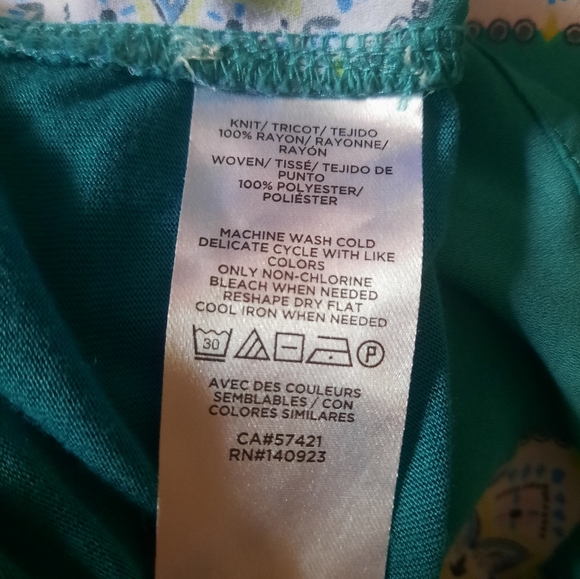 KNIT/ TRICOT/ TEJIDO
100% RAYON/ RAYONNE/
RAYÓN
WOVEN/ TISSÉ/ TEJIDO DE
PUNTO
100% POLYESTER/
POLIÉSTER
MACHINE WASH COLD
DELICATE CYCLE WITH LIKE
COLORS
ONLY NON-CHLORINE
BLEACH WHEN NEEDED
RESHAPE DRY FLAT
COOL IRON WHEN NEEDED
30 P
AVEC DES COULEURS
SEMBLABLES / CON
COLORES SIMILARES
CA#57421
RN#140923